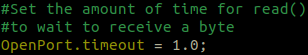 #Set the amount of time for read()
#to wait to receive a byte
OpenPort.timeout = 1.0;